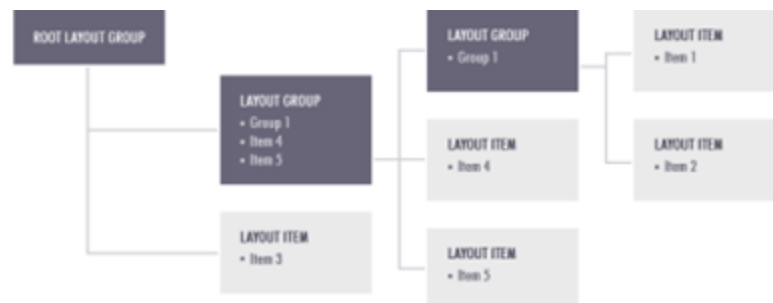 ROOT LAYOUT GROUP
LAYOUT GROUP
• Group 1
• Item 4
• Item 5
LAYOUT ITEM
• Item 3
LAYOUT GROUP
• Group 1
LAYOUT ITEM
• Item 4
LAYOUT ITEM
• Item 5
LAYOUT ITEM
• Item 1
LAYOUT ITEM
• Item 2